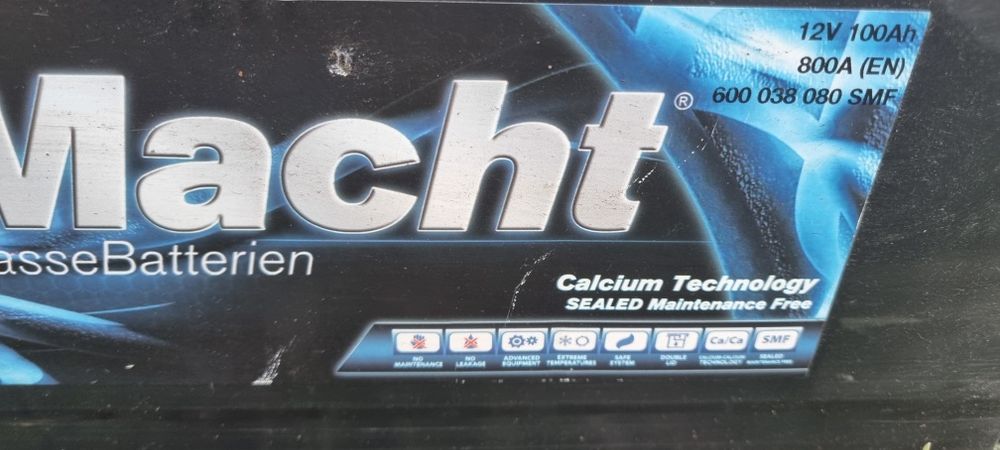 12V 100Ah
800A (EN)
600 038 080 SMF
Macht ®
asseBatterien
Calcium Technology
SEALED Maintenance Free
NO MAINTENANCE
NO LEAKAGE
ADVANCED EQUIPMENT
EXTREME TEMPERATURES
SAFE SYSTEM
DOUBLE LID
Ca/Ca
CALCIUM-CALCIUM TECHNOLOGY
SMF
SEALED MAINTENANCE FREE